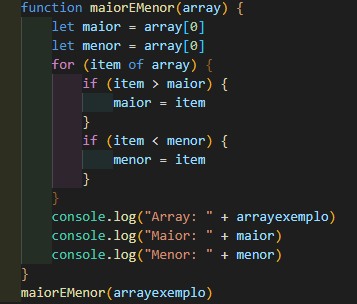 function maiorEMenor(array) {
    let maior = array[0]
    let menor = array[0]
    for (item of array) {
        if (item > maior) {
            maior = item
        }
        if (item < menor) {
            menor = item
        }
    }
    console.log("Array: " + arrayexemplo)
    console.log("Maior: " + maior)
    console.log("Menor: " + menor)
}
maiorEMenor(arrayexemplo)